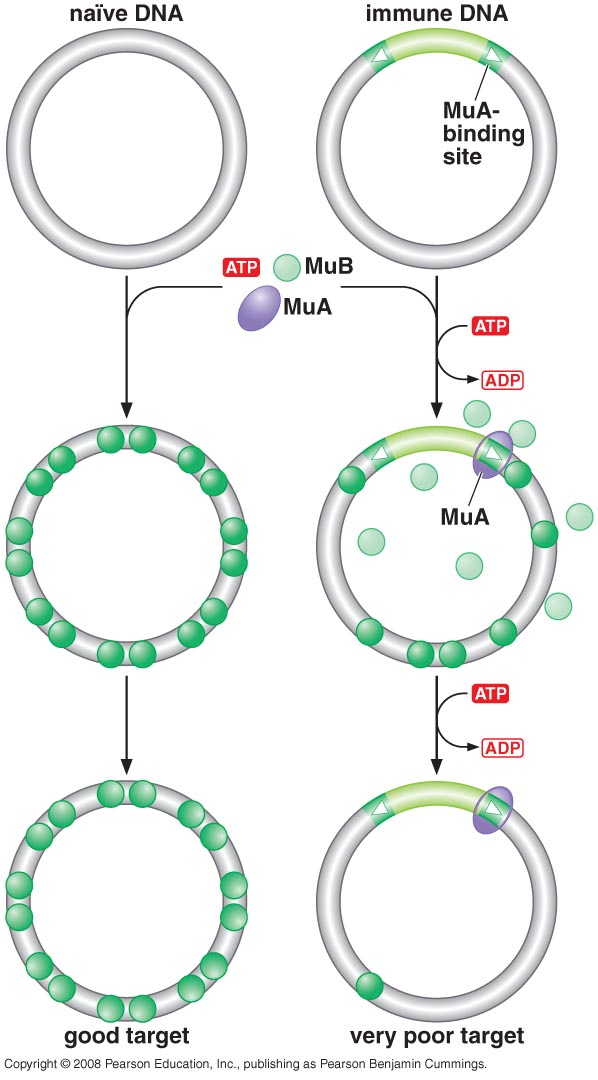 naïve DNA
immune DNA
MuA-
binding
site
ATP
MuB
MuA
ATP
ADP
MuA
ATP
ADP
good target
very poor target
Copyright © 2008 Pearson Education, Inc., publishing as Pearson Benjamin Cummings.